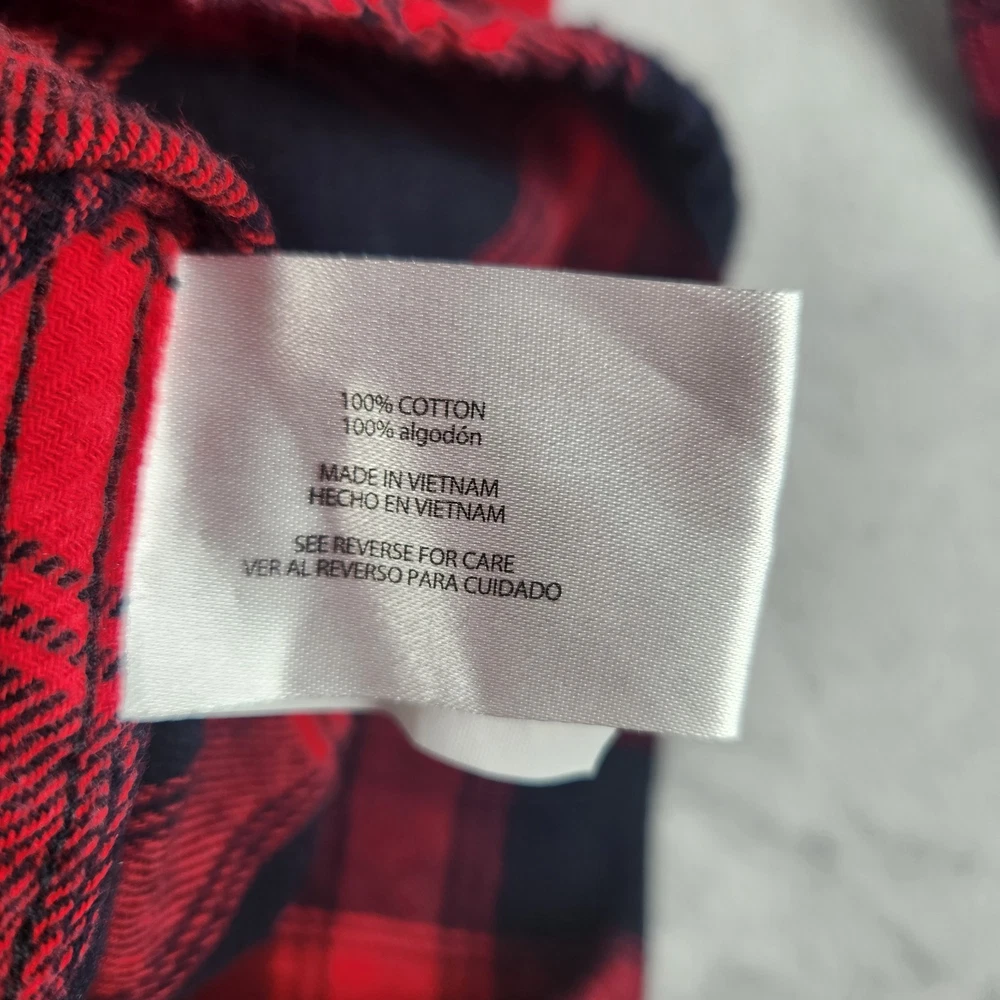 100% COTTON
100% algodón
MADE IN VIETNAM
HECHO EN VIETNAM
SEE REVERSE FOR CARE
VER AL REVERSO PARA CUIDADO